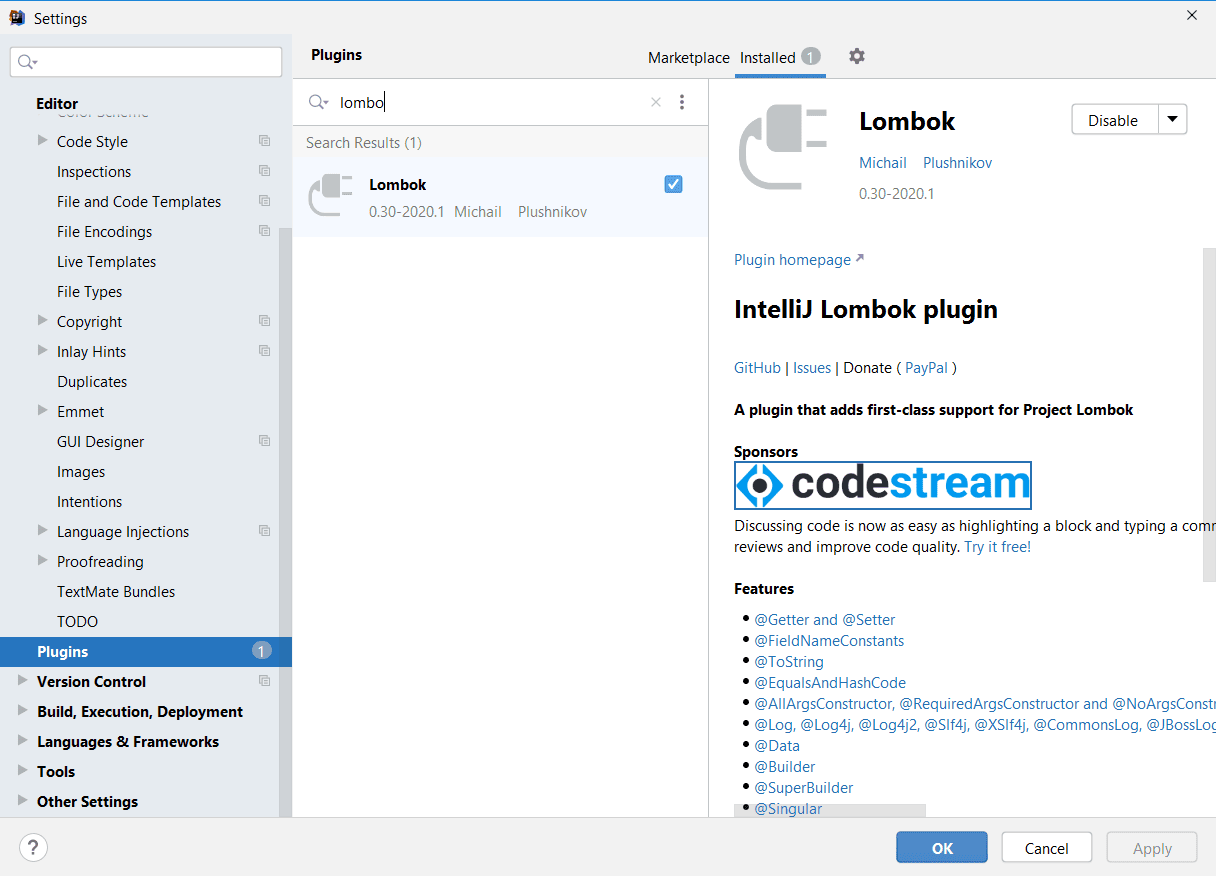 Settings
Editor
Color Scheme
Code Style
Inspections
File and Code Templates
File Encodings
Live Templates
File Types
Copyright
Inlay Hints
Duplicates
Emmet
GUI Designer
Images
Intentions
Language Injections
Proofreading
TextMate Bundles
TODO
Plugins 1
Version Control
Build, Execution, Deployment
Languages & Frameworks
Tools
Other Settings
Plugins
Marketplace Installed 1
lombo
Search Results (1)
Lombok
0.30-2020.1 Michail Plushnikov
Lombok
Disable
Michail Plushnikov
0.30-2020.1
Plugin homepage
IntelliJ Lombok plugin
GitHub | Issues | Donate ( PayPal )
A plugin that adds first-class support for Project Lombok
Sponsors
codestream
Discussing code is now as easy as highlighting a block and typing a comm
reviews and improve code quality. Try it free!
Features
@Getter and @Setter
@FieldNameConstants
@ToString
@EqualsAndHashCode
@AllArgsConstructor, @RequiredArgsConstructor and @NoArgsConstr
@Log, @Log4j, @Log4j2, @Slf4j, @XSlf4j, @CommonsLog, @JBossLog
@Data
@Builder
@SuperBuilder
@Singular
?
OK Cancel Apply